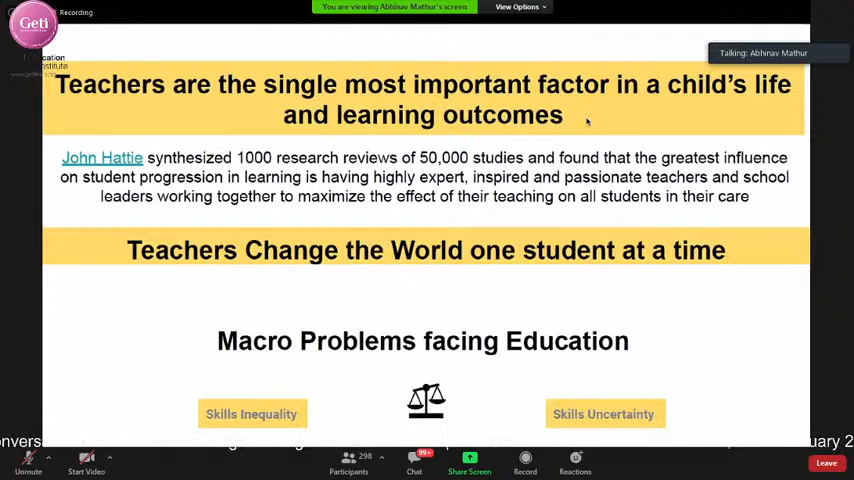 Geti
Recording
You are viewing Abhinav Mathur's screen
View Options
Talking: Abhinav Mathur
Teachers are the single most important factor in a child's life
and learning outcomes
John Hattie synthesized 1000 research reviews of 50,000 studies and found that the greatest influence
on student progression in learning is having highly expert, inspired and passionate teachers and school
leaders working together to maximize the effect of their teaching on all students in their care
Teachers Change the World one student at a time
Macro Problems facing Education
Skills Inequality
Skills Uncertainty
Unmute
Start Video
298
Participants
99+
Chat
Share Screen
Record
Reactions
Leave